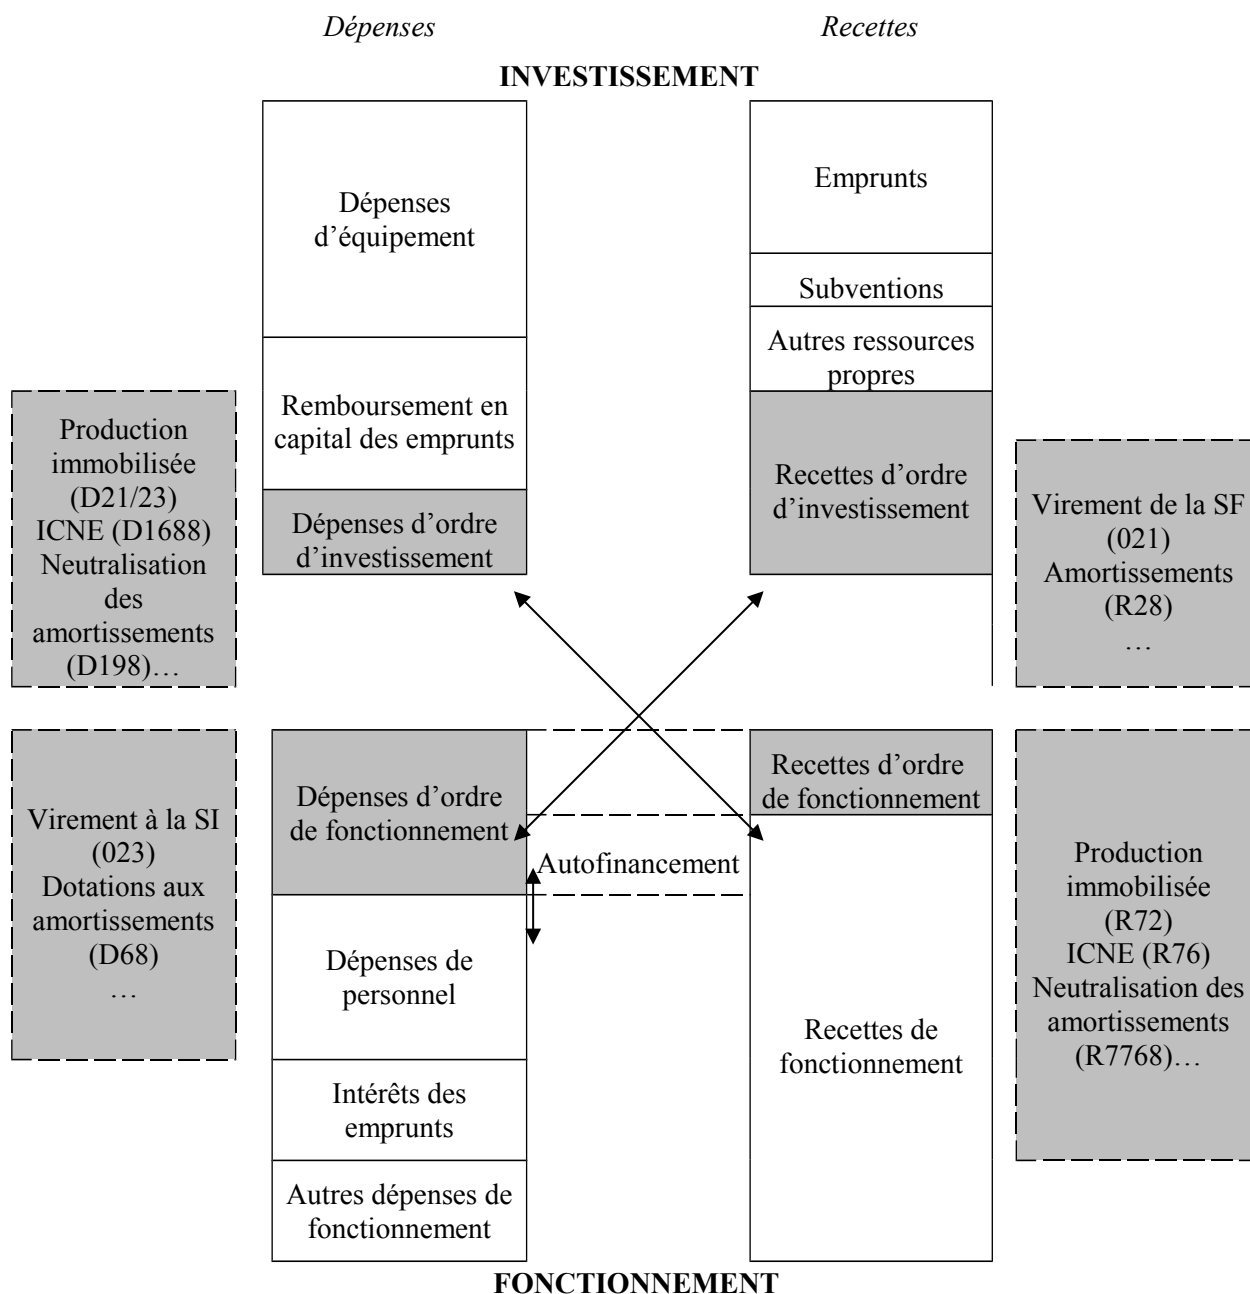 Dépenses
Recettes
INVESTISSEMENT
Dépenses
d’équipement
Remboursement en
capital des emprunts
Dépenses d’ordre
d’investissement
Emprunts
Subventions
Autres ressources
propres
Recettes d’ordre
d’investissement
Production
immobilisée
(D21/23)
ICNE (D1688)
Neutralisation
des
amortissements
(D198)…
Virement de la SF
(021)
Amortissements
(R28)
…
Virement à la SI
(023)
Dotations aux
amortissements
(D68)
…
Dépenses d’ordre
de fonctionnement
Dépenses de
personnel
Intérêts des
emprunts
Autres dépenses de
fonctionnement
Autofinancement
Recettes d’ordre
de fonctionnement
Recettes de
fonctionnement
Production
immobilisée
(R72)
ICNE (R76)
Neutralisation des
amortissements
(R7768)…
FONCTIONNEMENT